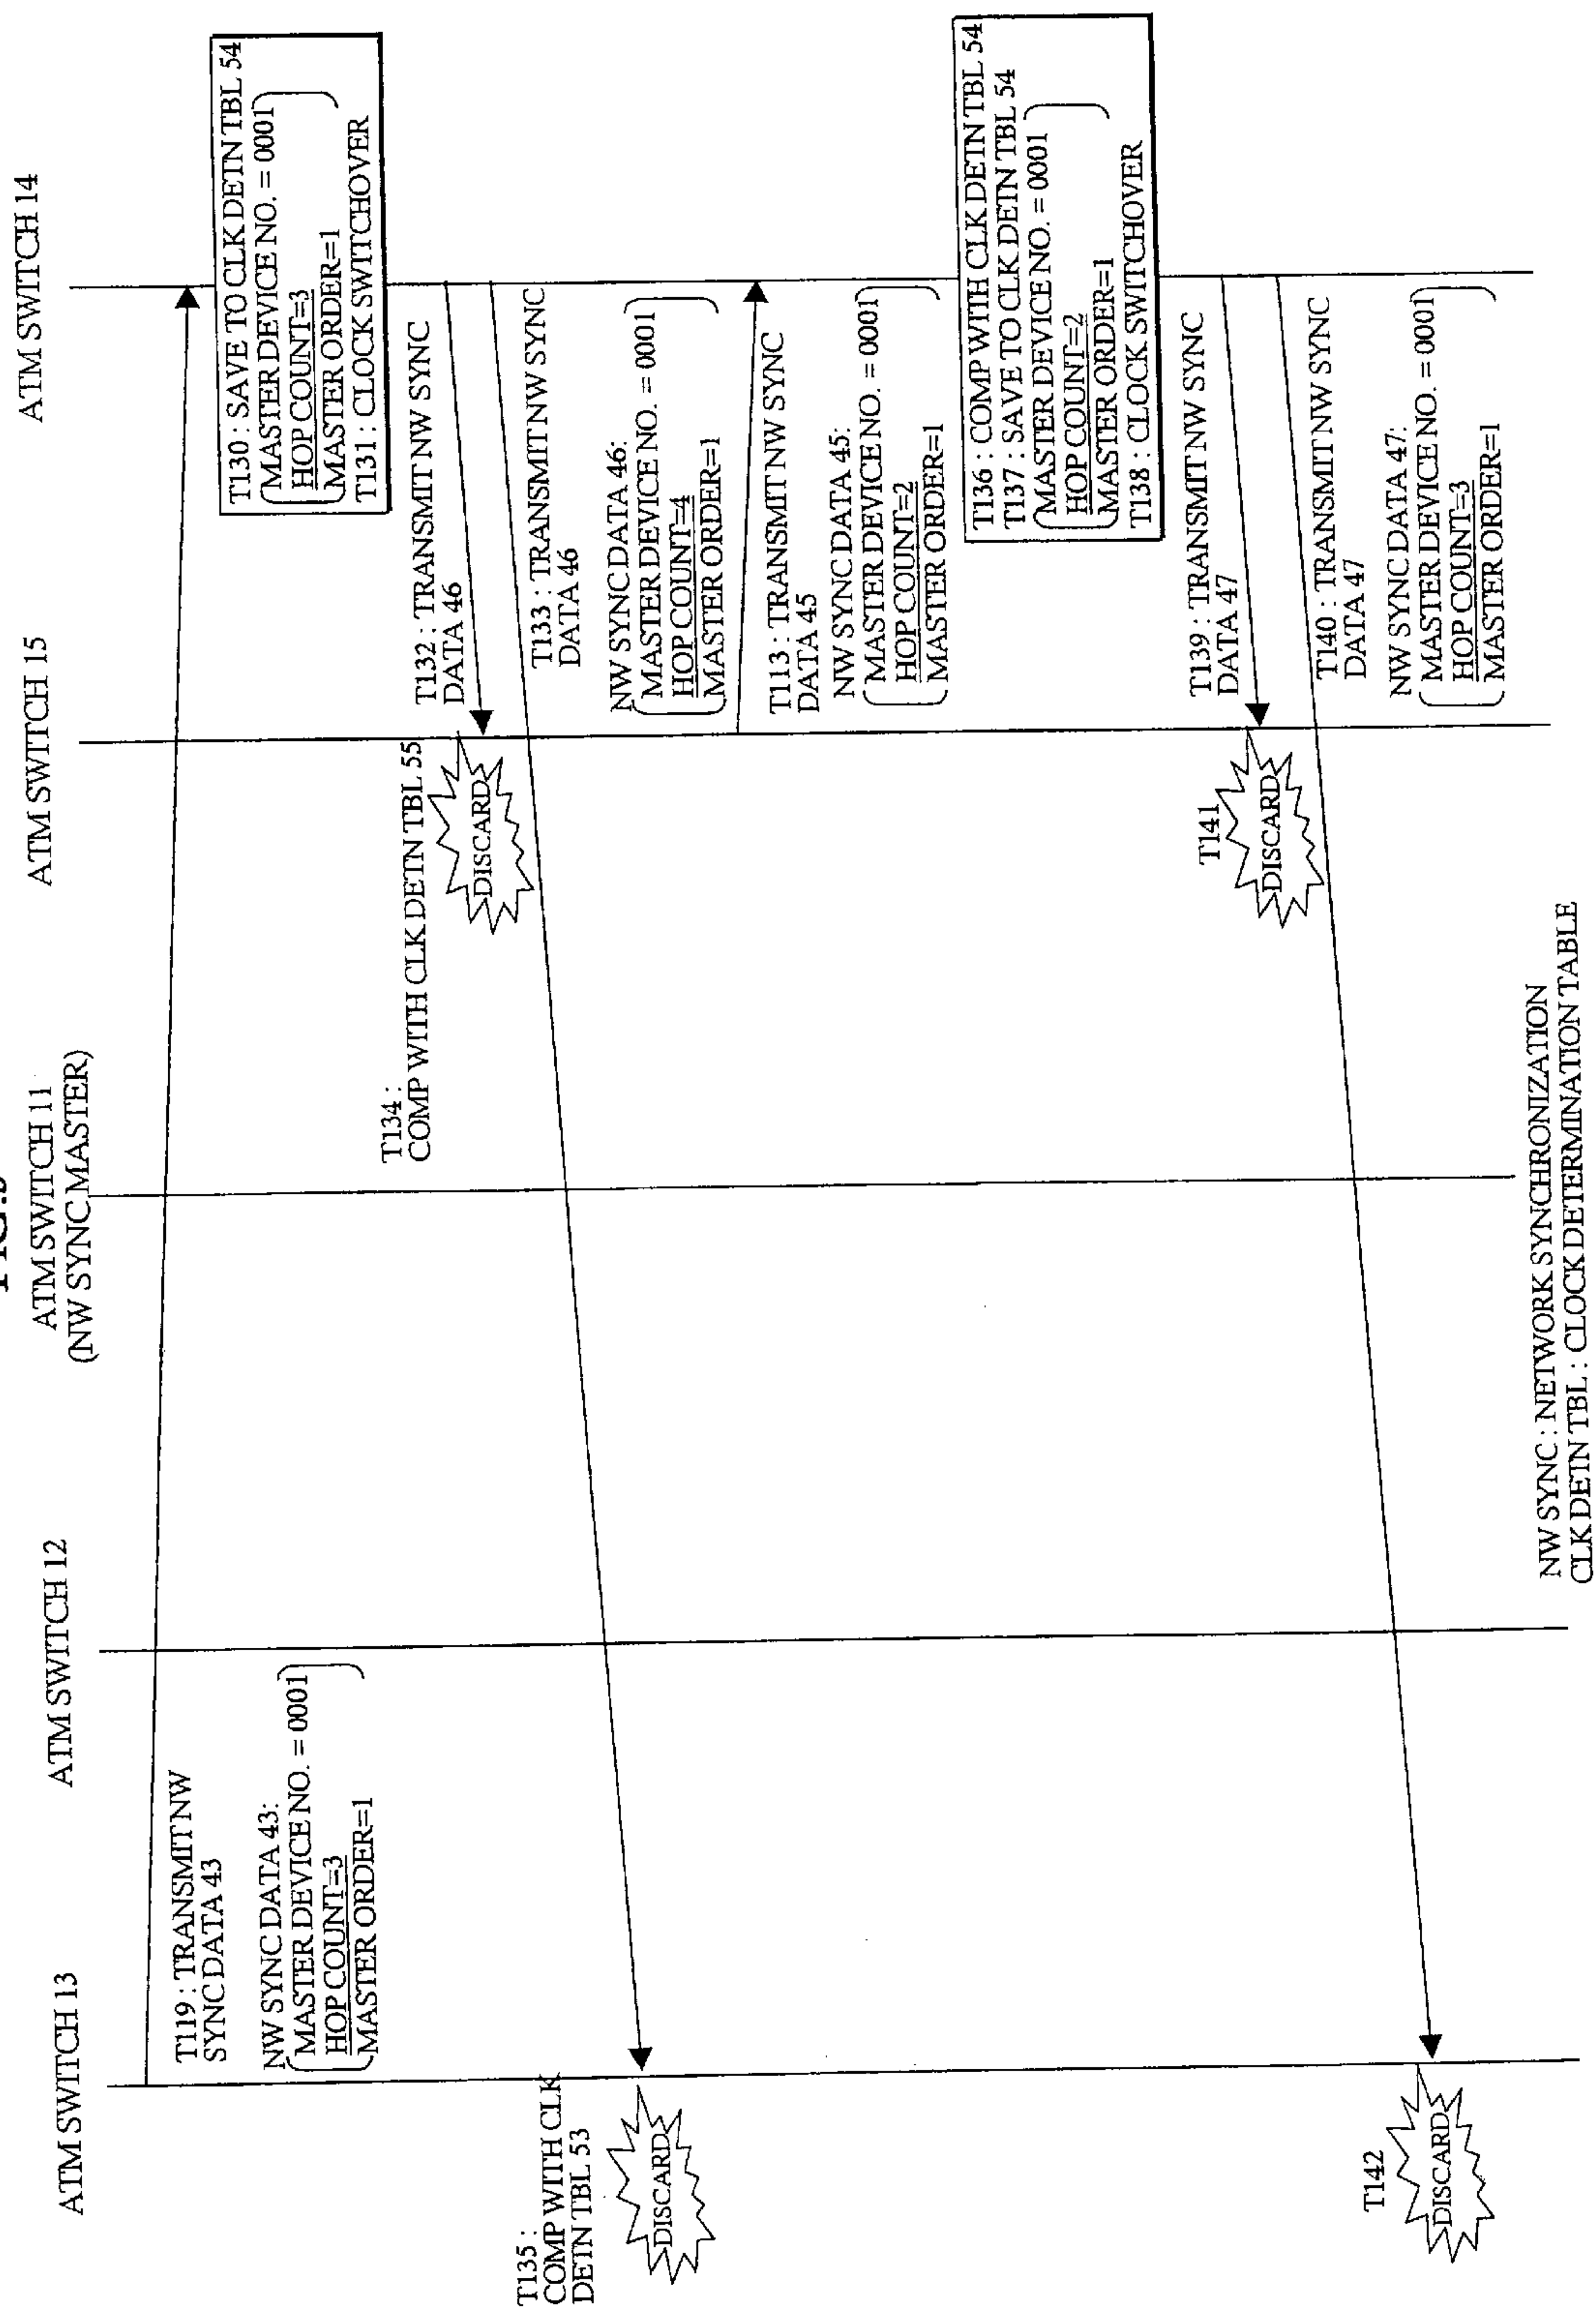 ATM SWITCH 13
ATM SWITCH 12
ATM SWITCH 11
(NW SYNC MASTER)
ATM SWITCH 15
ATM SWITCH 14
T119 : TRANSMIT NW
SYNC DATA 43
NW SYNC DATA 43:
MASTER DEVICE NO. = 0001
HOP COUNT=3
MASTER ORDER=1
T130 : SAVE TO CLK DETN TBL 54
MASTER DEVICE NO. = 0001
HOP COUNT=3
MASTER ORDER=1
T131 : CLOCK SWITCHOVER
T132 : TRANSMIT NW SYNC
DATA 46
T134 :
COMP WITH CLK DETN TBL 55
DISCARD
T133 : TRANSMIT NW SYNC
DATA 46
NW SYNC DATA 46:
MASTER DEVICE NO. = 0001
HOP COUNT=4
MASTER ORDER=1
T135 :
COMP WITH CLK
DETN TBL 53
DISCARD
T113 : TRANSMIT NW SYNC
DATA 45
NW SYNC DATA 45:
MASTER DEVICE NO. = 0001
HOP COUNT=2
MASTER ORDER=1
T136 : COMP WITH CLK DETN TBL 54
T137 : SAVE TO CLK DETN TBL 54
MASTER DEVICE NO. = 0001
HOP COUNT=2
MASTER ORDER=1
T138 : CLOCK SWITCHOVER
T139 : TRANSMIT NW SYNC
DATA 47
T141
DISCARD
T140 : TRANSMIT NW SYNC
DATA 47
NW SYNC DATA 47:
MASTER DEVICE NO. = 0001
HOP COUNT=3
MASTER ORDER=1
T142
DISCARD
NW SYNC : NETWORK SYNCHRONIZATION
CLK DETN TBL : CLOCK DETERMINATION TABLE